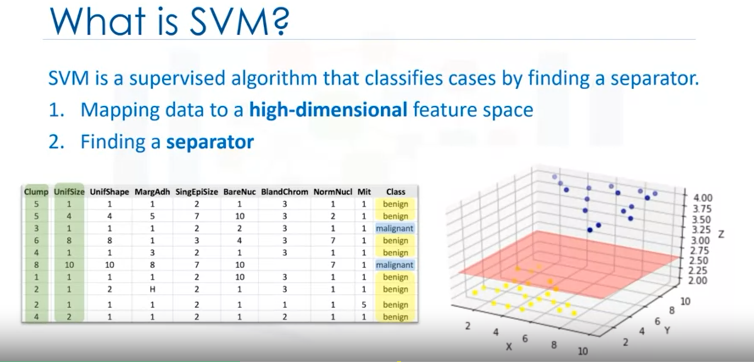 What is SVM?
SVM is a supervised algorithm that classifies cases by finding a separator.
1. Mapping data to a high-dimensional feature space
2. Finding a separator
Clump UnifSize UnifShape MargAdh SingEpiSize BareNuc BlandChrom NormNucl Mit Class
5 1 1 1 2 1 3 1 1 benign
5 4 4 5 7 10 3 2 1 benign
3 1 1 1 2 2 3 1 1 malignant
6 8 8 1 3 4 3 7 1 benign
4 1 1 3 2 1 3 1 1 benign
8 10 10 8 7 10 7 1 malignant
1 1 1 1 2 10 3 1 1 benign
2 1 2 H 2 1 3 1 1 benign
2 1 1 1 2 1 1 1 5 benign
4 2 1 1 2 1 2 1 1 benign
4.00
3.75
3.50
3.25
3.00
2.75
2.50
2.25
2.00
Z
2 4 6 8 10
X
2 4 6 8 10
Y